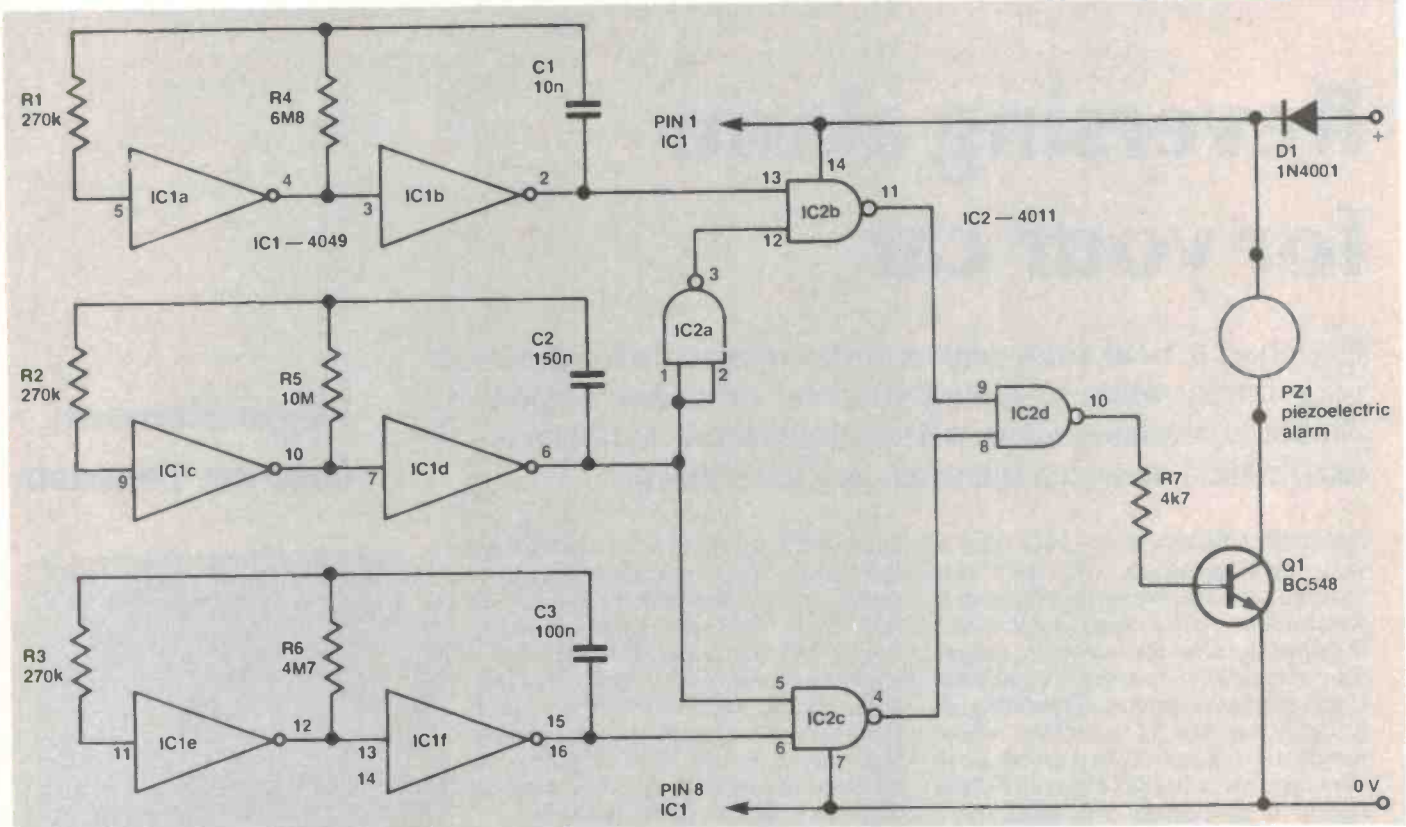 R1
270k
R4
6M8
C1
10n
5
IC1a
4
3
IC1b
2
IC1 — 4049
PIN 1
IC1
14
13
12
IC2b
11
IC2 — 4011
D1
1N4001
+
3
IC2a
1
2
R2
270k
R5
10M
C2
150n
9
IC1c
10
7
IC1d
6
9
8
IC2d
10
PZ1
piezoelectric
alarm
R7
4k7
Q1
BC548
R3
270k
R6
4M7
C3
100n
11
IC1e
12
13
14
IC1f
15
16
5
6
IC2c
4
7
PIN 8
IC1
0 V